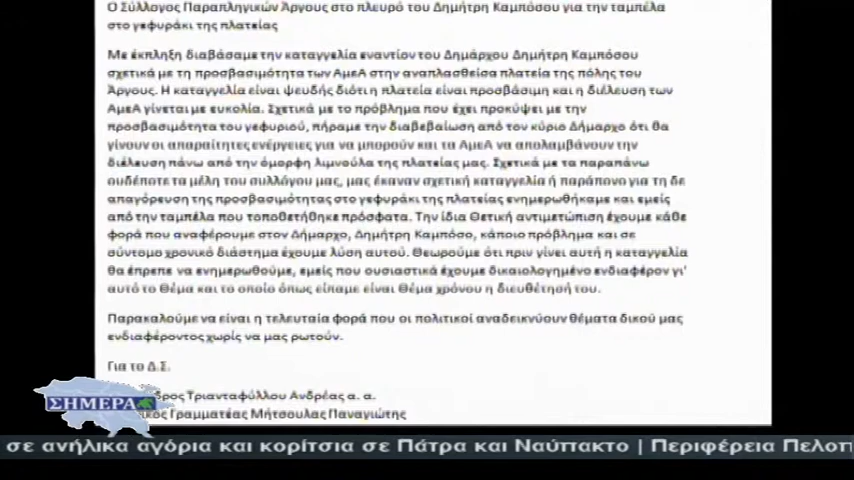 Ο Σύλλογος Παραπληγικών Άργους στο πλευρό του Δημήτρη Καμπόσου για την ταμπέλα
στο γεφυράκι της πλατείας
Με έκπληξη διαβάσαμε την καταγγελία εναντίον του Δημάρχου Δημήτρη Καμπόσου
σχετικά με τη προσβασιμότητα των ΑμεΑ στην αναπλασθείσα πλατεία της πόλης του
Άργους. Η καταγγελία είναι ψευδής διότι η πλατεία είναι προσβάσιμη και η διέλευση των
ΑμεΑ γίνεται με ευκολία. Σχετικά με το πρόβλημα που έχει προκύψει με την
προσβασιμότητα του γεφυριού, πήραμε την διαβεβαίωση από τον κύριο Δήμαρχο ότι θα
γίνουν οι απαραίτητες ενέργειες για να μπορούν και τα ΑμεΑ να απολαμβάνουν την
διέλευση πάνω από την όμορφη λιμνούλα της πλατείας μας. Σχετικά με τα παραπάνω
ουδέποτε τα μέλη του συλλόγου μας, μας έκαναν σχετική καταγγελία ή παράπονο για τη δε
απαγόρευση της προσβασιμότητας στο γεφυράκι της πλατείας ενημερωθήκαμε και εμείς
από την ταμπέλα που τοποθετήθηκε πρόσφατα. Την ίδια θετική αντιμετώπιση έχουμε κάθε
φορά που αναφέρουμε στον Δήμαρχο, Δημήτρη Καμπόσο, κάποιο πρόβλημα και σε
σύντομο χρονικό διάστημα έχουμε λύση αυτού. Θεωρούμε ότι πριν γίνει αυτή η καταγγελία
θα έπρεπε να ενημερωθούμε, εμείς που ουσιαστικά έχουμε δικαιολογημένο ενδιαφέρον γι'
αυτό το θέμα και το οποίο όπως είπαμε είναι θέμα χρόνου η διευθέτησή του.
Παρακαλούμε να είναι η τελευταία φορά που οι πολιτικοί αναδεικνύουν θέματα δικού μας
ενδιαφέροντος χωρίς να μας ρωτούν.
Για το Δ.Σ.
δρος Τριανταφύλλου Ανδρέας α. α.
ικος Γραμματέας Μήτσουλας Παναγιώτης
ΣΗΜΕΡΑ
σε ανήλικα αγόρια και κορίτσια σε Πάτρα και Ναύπακτο | Περιφέρεια Πελοπ